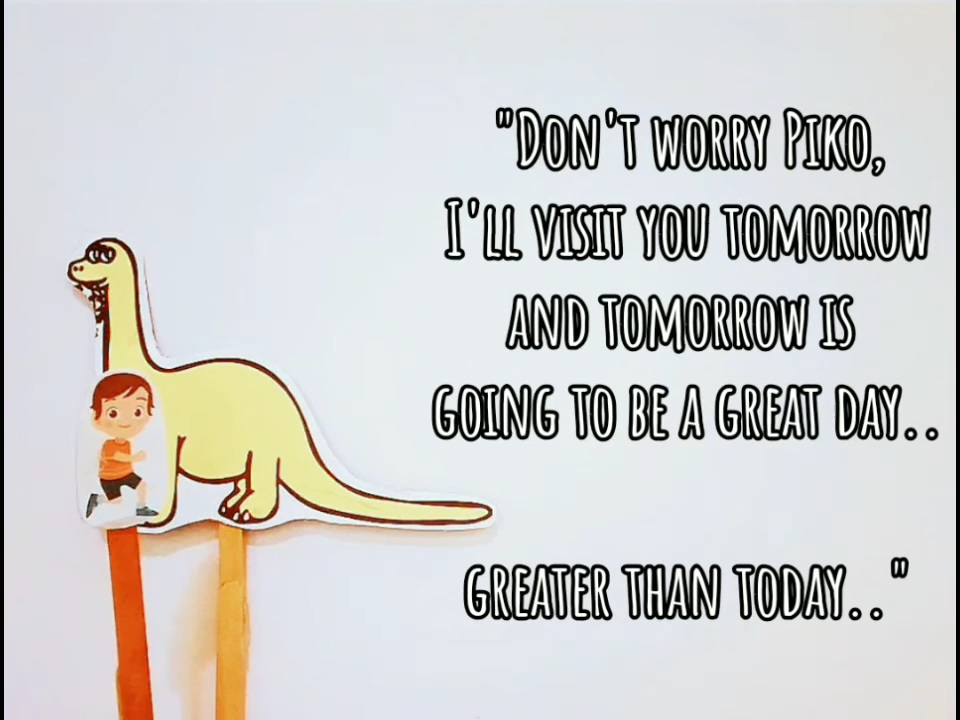 "Don't worry Piko,
I'll visit you tomorrow
and tomorrow is
going to be a great day..
greater than today.."